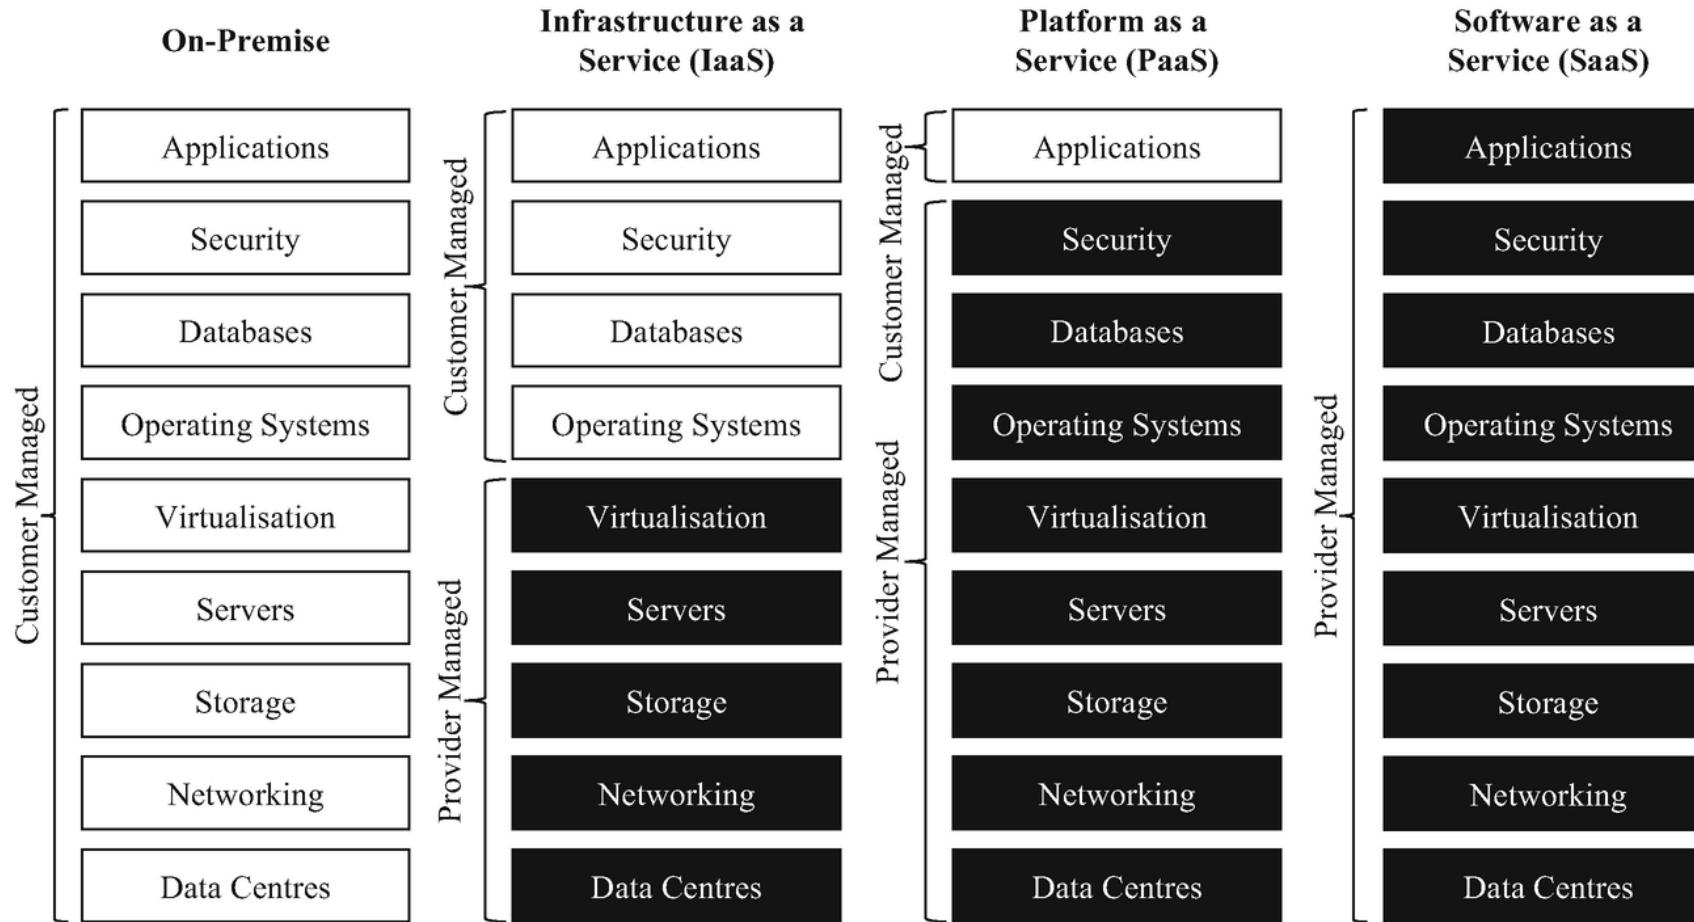 On-Premise
Infrastructure as a
Service (IaaS)
Platform as a
Service (PaaS)
Software as a
Service (SaaS)
Customer Managed
Applications
Security
Databases
Operating Systems
Virtualisation
Servers
Storage
Networking
Data Centres
Customer Managed
Provider Managed
Applications
Security
Databases
Operating Systems
Virtualisation
Servers
Storage
Networking
Data Centres
Customer Managed
Provider Managed
Applications
Security
Databases
Operating Systems
Virtualisation
Servers
Storage
Networking
Data Centres
Provider Managed
Applications
Security
Databases
Operating Systems
Virtualisation
Servers
Storage
Networking
Data Centres